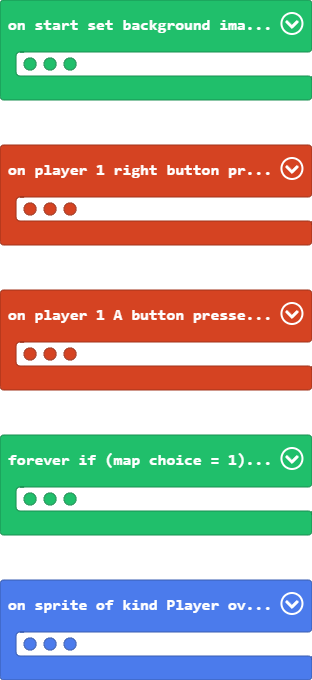 on start set background ima...
on player 1 right button pr...
on player 1 A button presse...
forever if (map choice = 1)...
on sprite of kind Player ov...